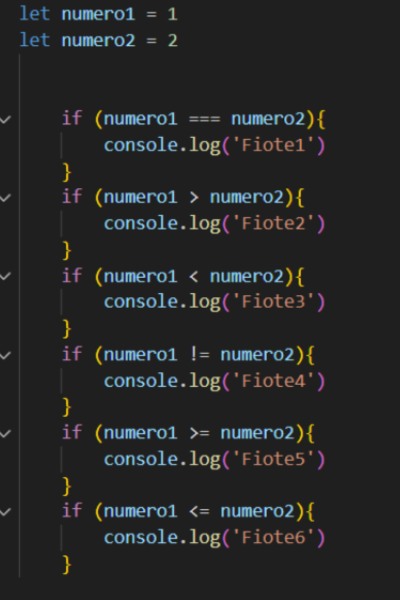 let numero1 = 1
let numero2 = 2
if (numero1 === numero2){
console.log('Fiote1')
}
if (numero1 > numero2){
console.log('Fiote2')
}
if (numero1 < numero2){
console.log('Fiote3')
}
if (numero1 != numero2){
console.log('Fiote4')
}
if (numero1 >= numero2){
console.log('Fiote5')
}
if (numero1 <= numero2){
console.log('Fiote6')
}